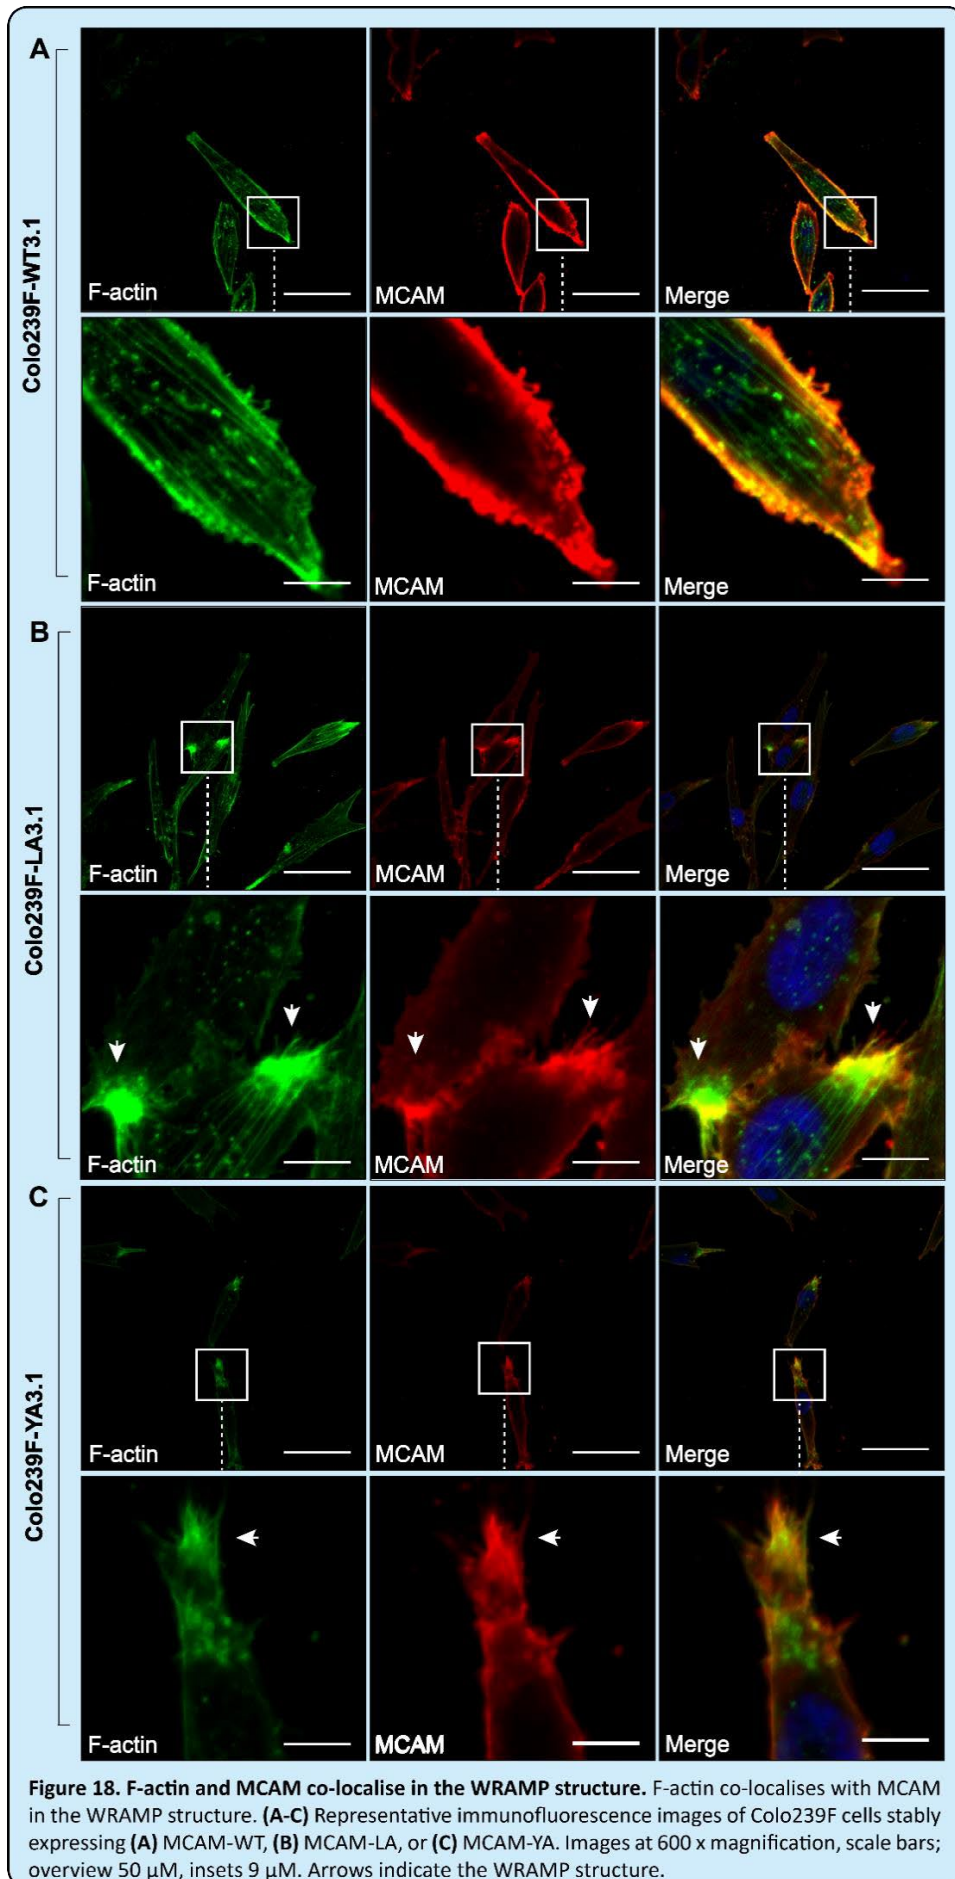 A
Colo239F-WT3.1
F-actin
MCAM
Merge
F-actin
MCAM
Merge
B
Colo239F-LA3.1
F-actin
MCAM
Merge
F-actin
MCAM
Merge
C
Colo239F-YA3.1
F-actin
MCAM
Merge
F-actin
MCAM
Merge
Figure 18. F-actin and MCAM co-localise in the WRAMP structure. F-actin co-localises with MCAM
in the WRAMP structure. (A-C) Representative immunofluorescence images of Colo239F cells stably
expressing (A) MCAM-WT, (B) MCAM-LA, or (C) MCAM-YA. Images at 600 x magnification, scale bars;
overview 50 µM, insets 9 µM. Arrows indicate the WRAMP structure.